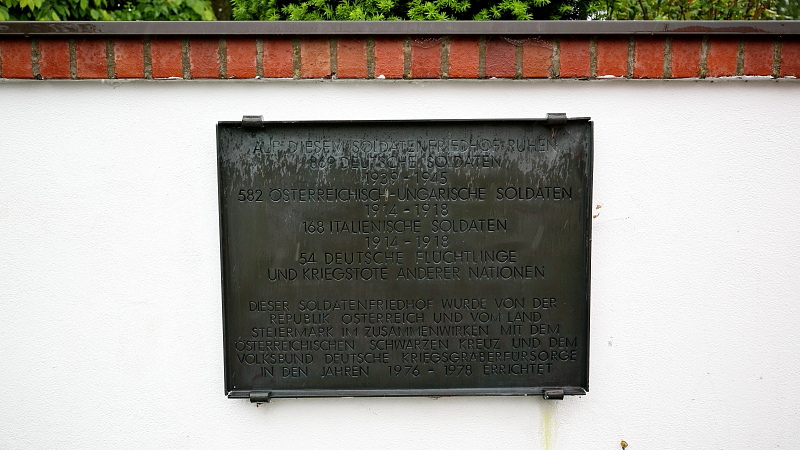 AUF DIESEM SOLDATENFRIEDHOF RUHEN
869 DEUTSCHE SOLDATEN
1939 - 1945
582 ÖSTERREICHISCH-UNGARISCHE SOLDATEN
1914 - 1918
168 ITALIENISCHE SOLDATEN
1914 - 1918
54 DEUTSCHE FLÜCHTLINGE
UND KRIEGSTOTE ANDERER NATIONEN
DIESER SOLDATENFRIEDHOF WURDE VON DER
REPUBLIK ÖSTERREICH UND VOM LAND
STEIERMARK IM ZUSAMMENWIRKEN MIT DEM
ÖSTERREICHISCHEN SCHWARZEN KREUZ UND DEM
VOLKSBUND DEUTSCHE KRIEGSGRÄBERFÜRSORGE
IN DEN JAHREN 1976 - 1978 ERRICHTET